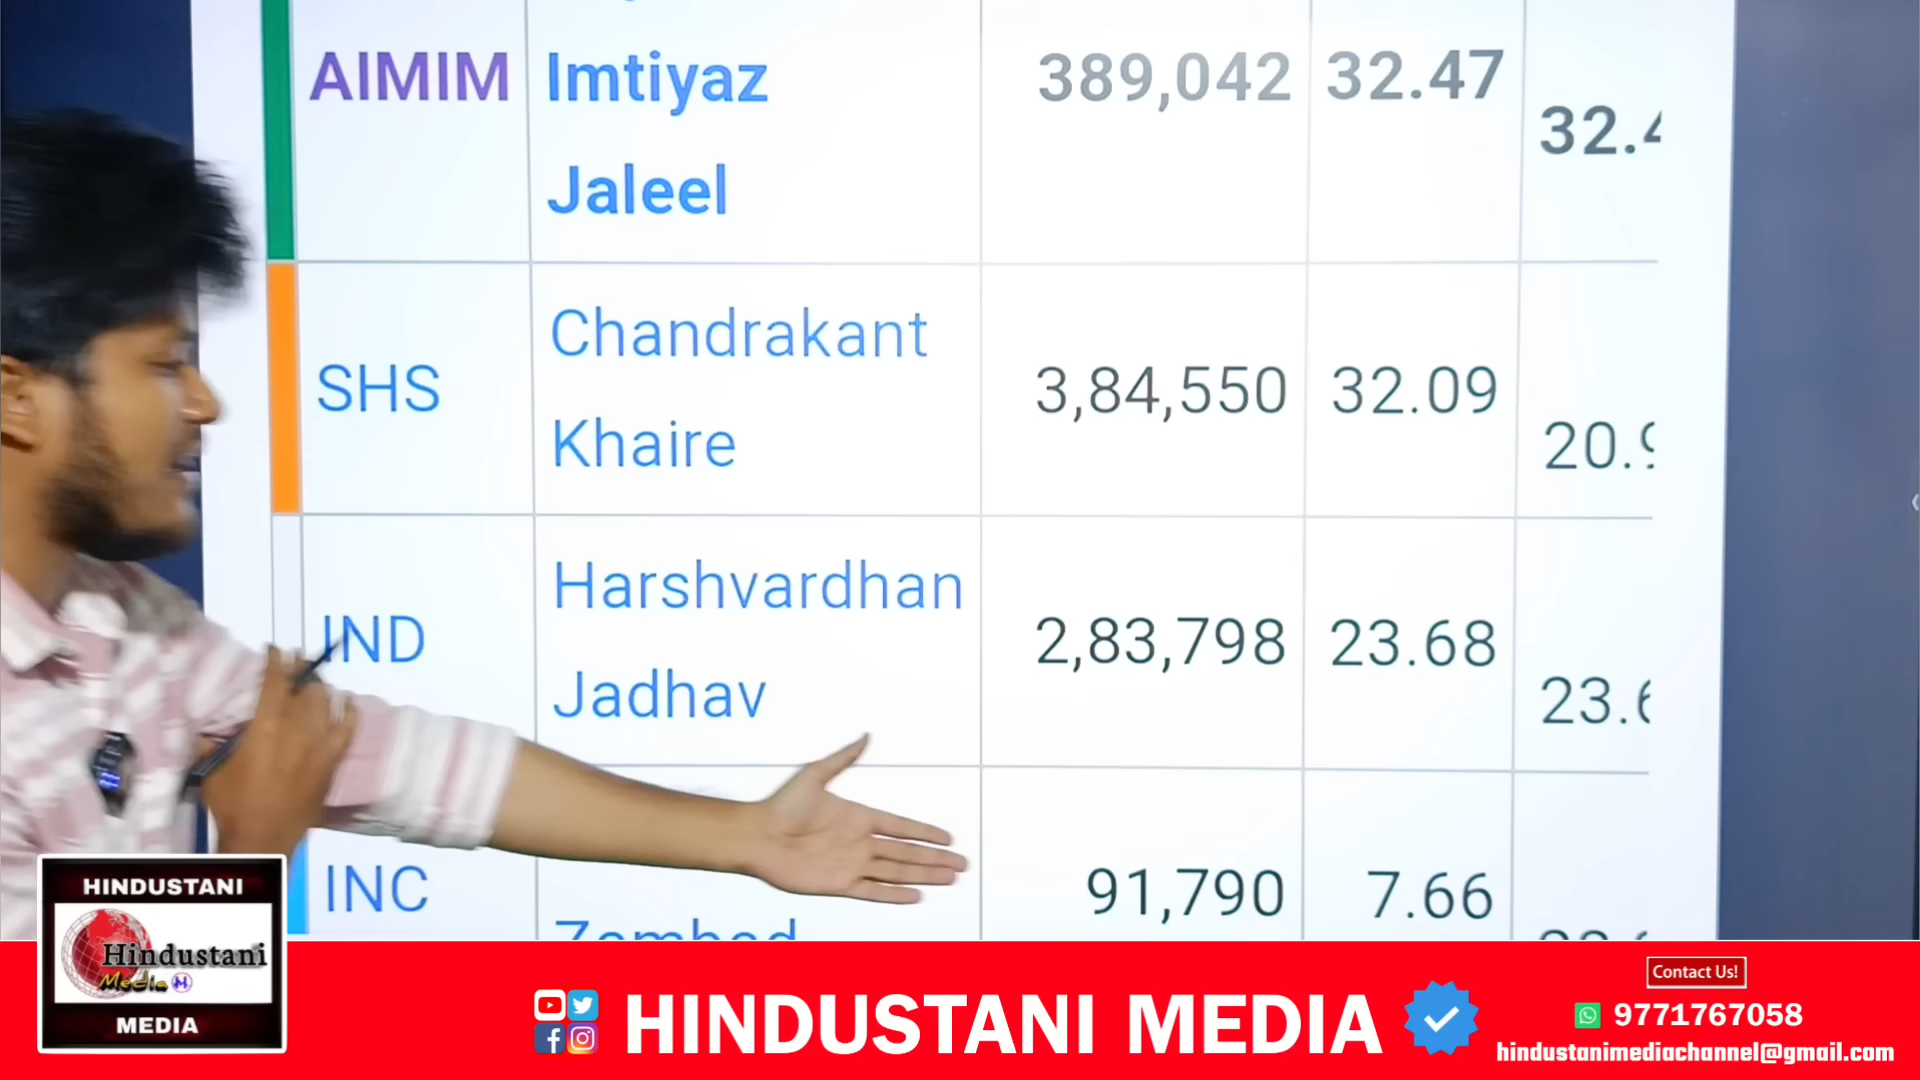 AIMIM Imtiyaz Jaleel 389,042 32.47
SHS Chandrakant Khaire 3,84,550 32.09
IND Harshvardhan Jadhav 2,83,798 23.68
INC 91,790 7.66
HINDUSTANI
Hindustani
Media M
MEDIA
HINDUSTANI MEDIA
Contact Us!
9771767058
hindustanimediachannel@gmail.com